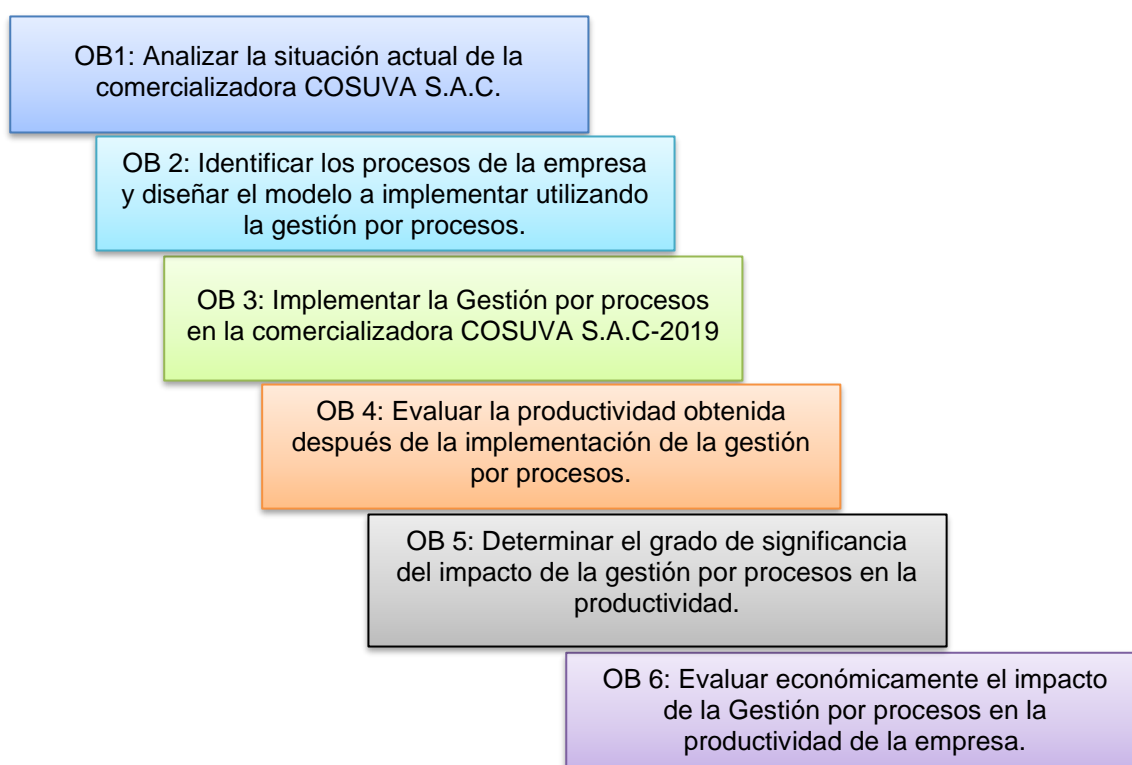 OB1: Analizar la situación actual de la
comercializadora COSUVA S.A.C.
OB 2: Identificar los procesos de la empresa
y diseñar el modelo a implementar utilizando
la gestión por procesos.
OB 3: Implementar la Gestión por procesos
en la comercializadora COSUVA S.A.C-2019
OB 4: Evaluar la productividad obtenida
después de la implementación de la gestión
por procesos.
OB 5: Determinar el grado de significancia
del impacto de la gestión por procesos en la
productividad.
OB 6: Evaluar económicamente el impacto
de la Gestión por procesos en la
productividad de la empresa.